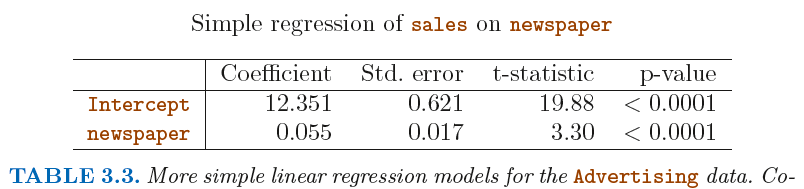 Simple regression of sales on newspaper
Coefficient Std. error t-statistic p-value
Intercept 12.351 0.621 19.88 < 0.0001
newspaper 0.055 0.017 3.30 < 0.0001
TABLE 3.3. More simple linear regression models for the Advertising data. Co-